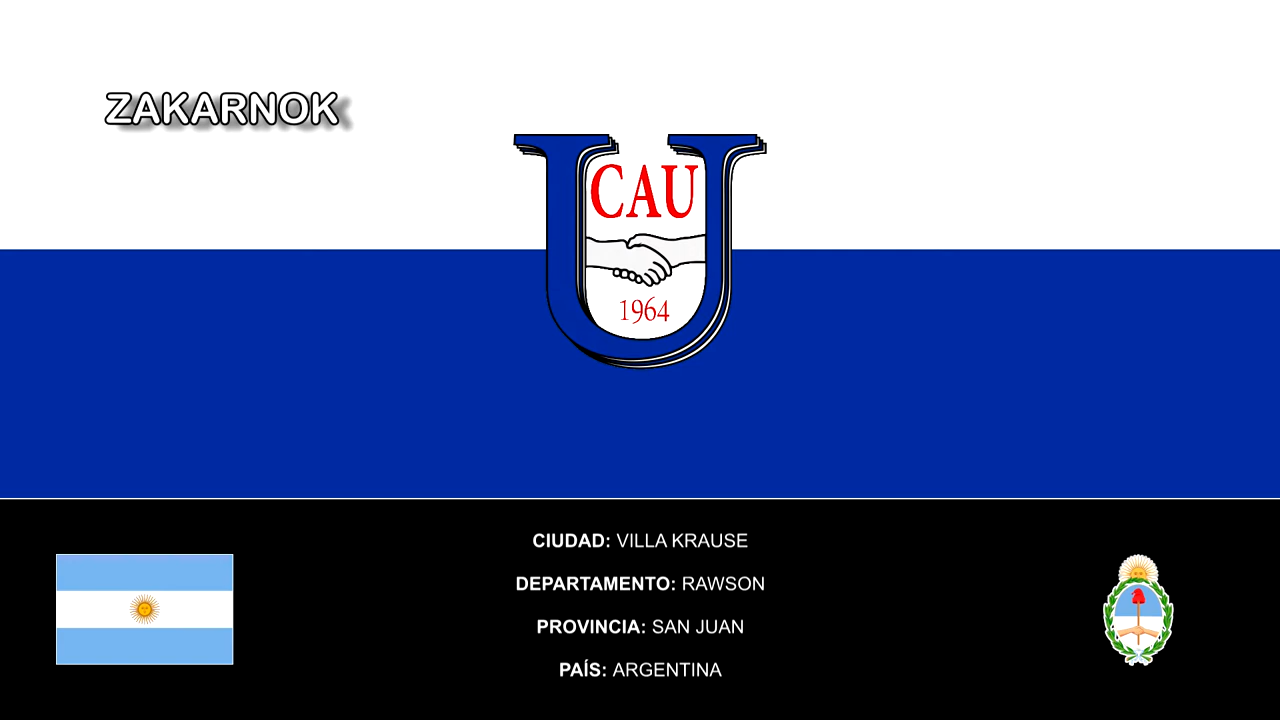 ZAKARNOK
CAU
1964
CIUDAD: VILLA KRAUSE
DEPARTAMENTO: RAWSON
PROVINCIA: SAN JUAN
PAÍS: ARGENTINA